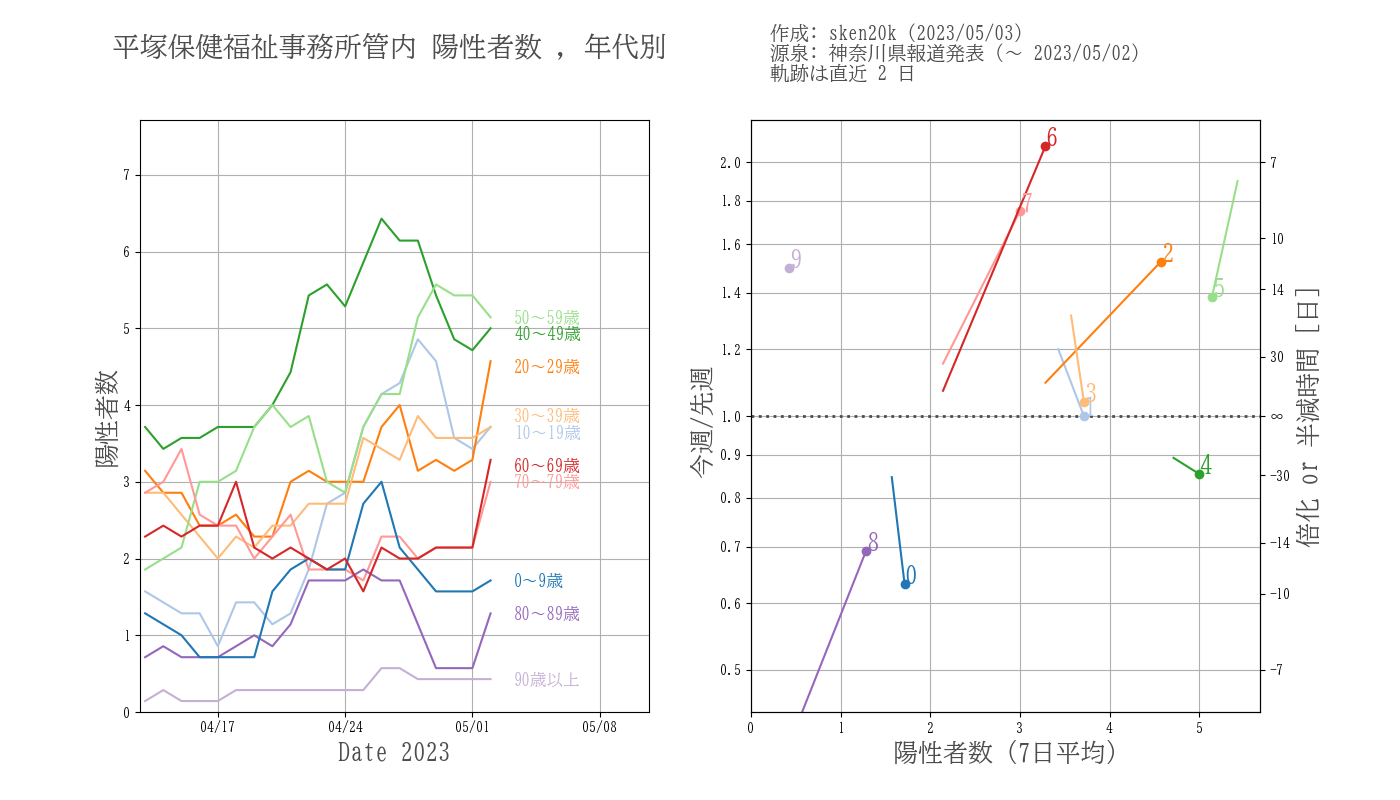 平塚保健福祉事務所管内 陽性者数 , 年代別
作成: sken20k (2023/05/03)
源泉: 神奈川県報道発表 (〜 2023/05/02)
軌跡は直近 2 日
陽性者数
7
6
5
4
3
2
1
0
50〜59歳
40〜49歳
20〜29歳
30〜39歳
10〜19歳
60〜69歳
70〜79歳
0〜9歳
80〜89歳
90歳以上
04/17
04/24
05/01
05/08
Date 2023
今週/先週
2.0
1.8
1.6
1.4
1.2
1.0
0.9
0.8
0.7
0.6
0.5
6
7
9
2
5
3
1
4
8
0
7
10
14
30
∞
−30
−14
−10
−7
倍化 or 半減時間 [日]
0
1
2
3
4
5
陽性者数 (7日平均)